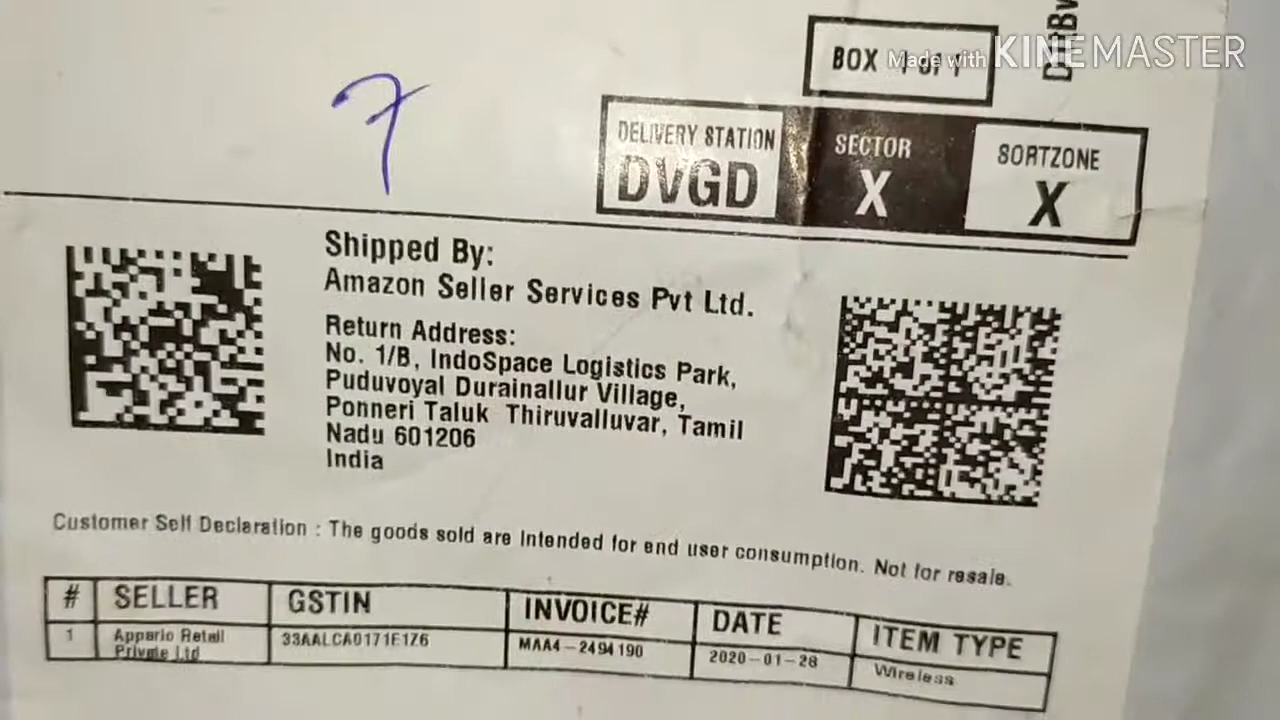 BOX 1 of 1
Made with KINEMASTER
7
DELIVERY STATION
DVGD
SECTOR
X
SORTZONE
X
Shipped By:
Amazon Seller Services Pvt Ltd.
Return Address:
No. 1/B, IndoSpace Logistics Park,
Puduvoyal Durainallur Village,
Ponneri Taluk Thiruvalluvar, Tamil
Nadu 601206
India
Customer Self Declaration : The goods sold are Intended for end user consumption. Not for resale.
# SELLER GSTIN INVOICE# DATE ITEM TYPE
1 Appario Retail Private Ltd 33AALCA0171E1Z6 MAA4-2494190 2020-01-28 Wireless